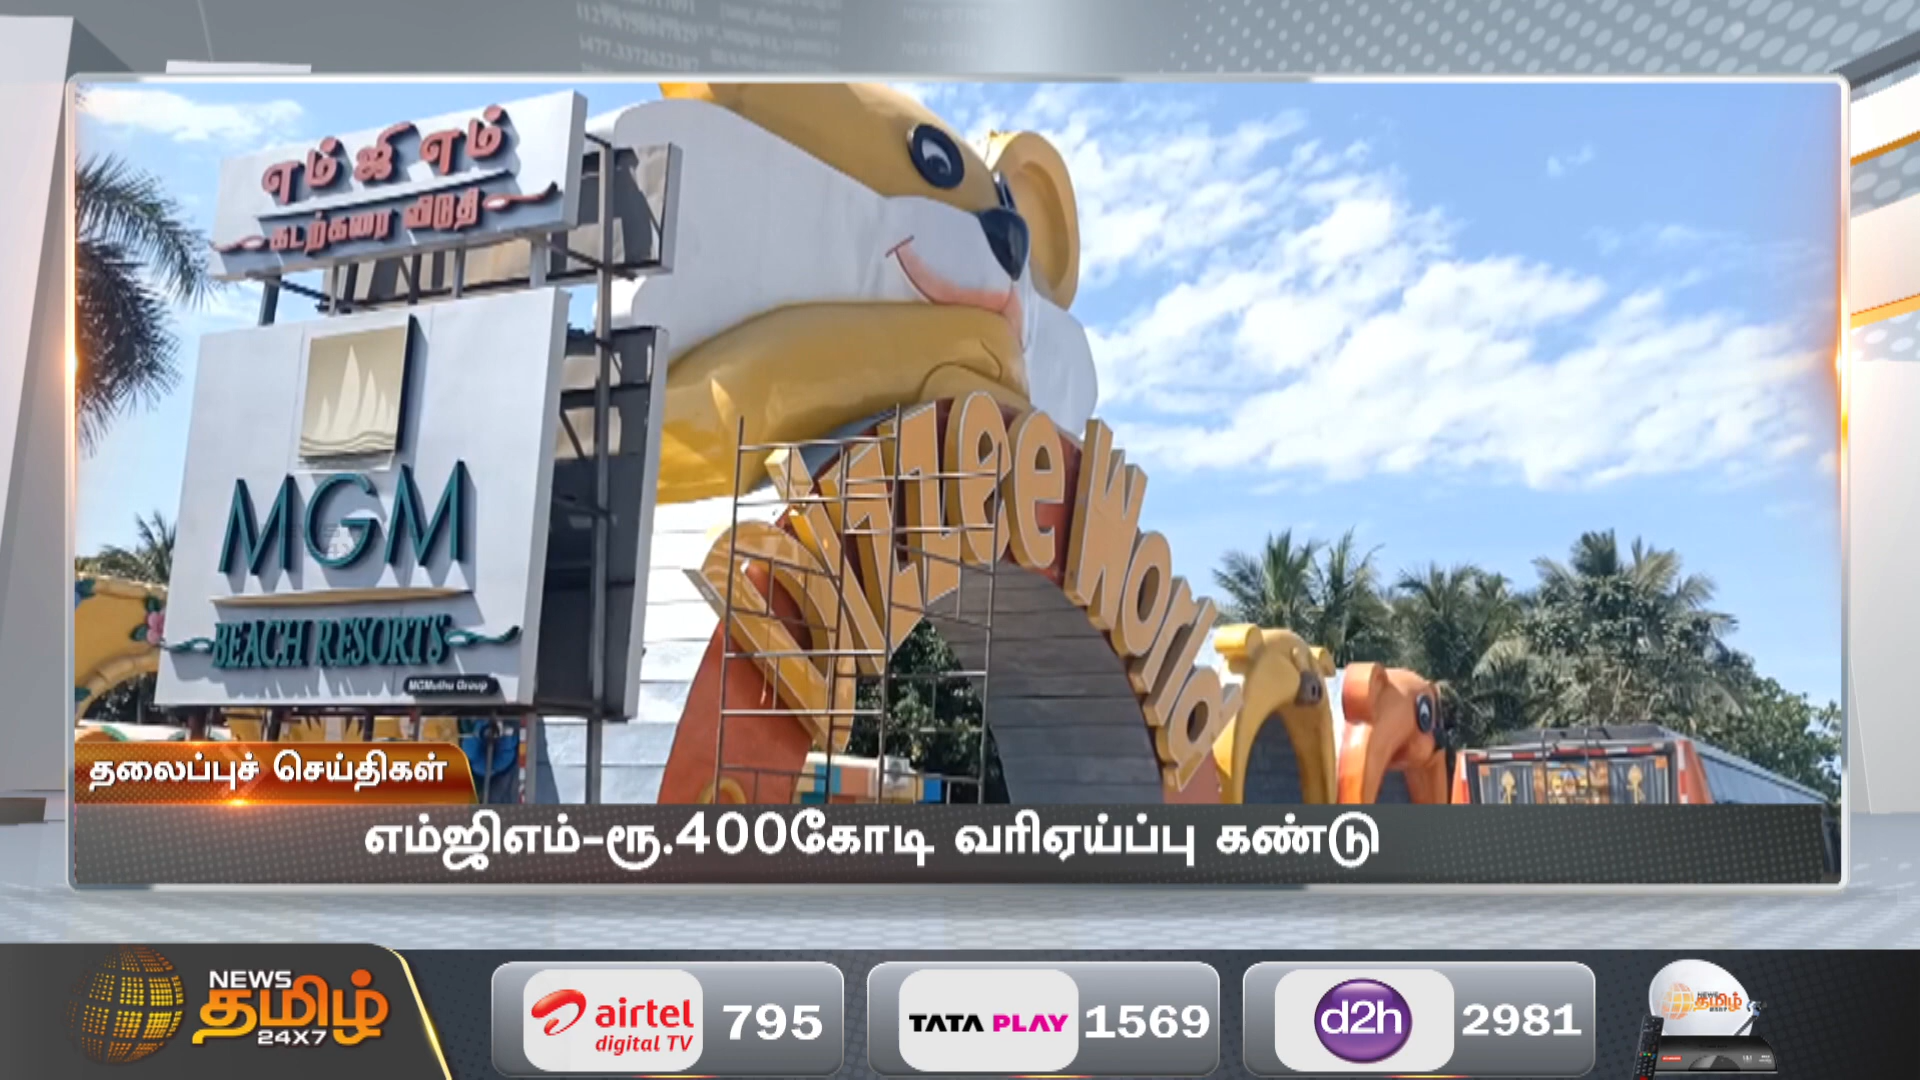 எம் ஜி எம்
கடற்கரை விடுதி
MGM
BEACH RESORTS
MGMuthu Group
Dizzee World
தலைப்புச் செய்திகள்
எம்ஜிஎம்-ரூ.400கோடி வரிஏய்ப்பு கண்டு
NEWS
தமிழ்
24X7
airtel
digital TV
795
TATA PLAY
1569
d2h
2981